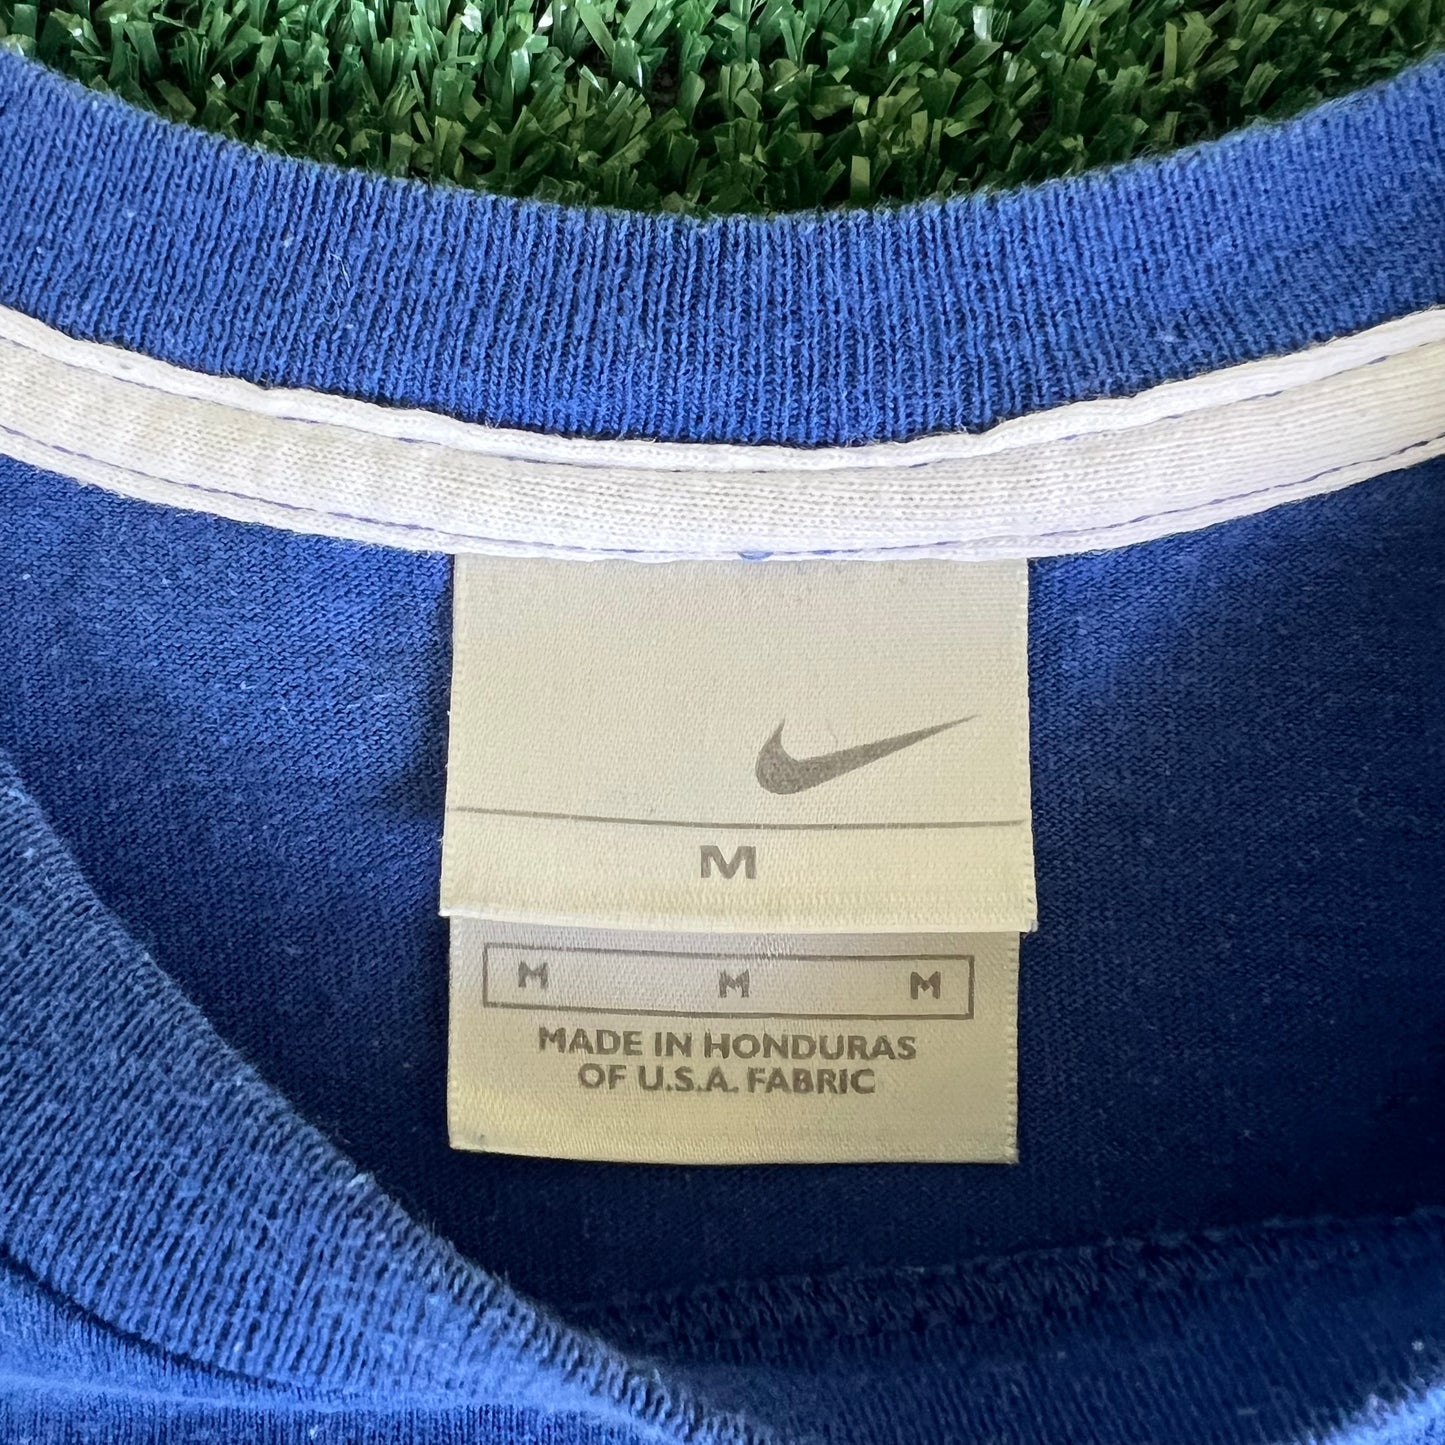 M
M M M
MADE IN HONDURAS
OF U.S.A. FABRIC